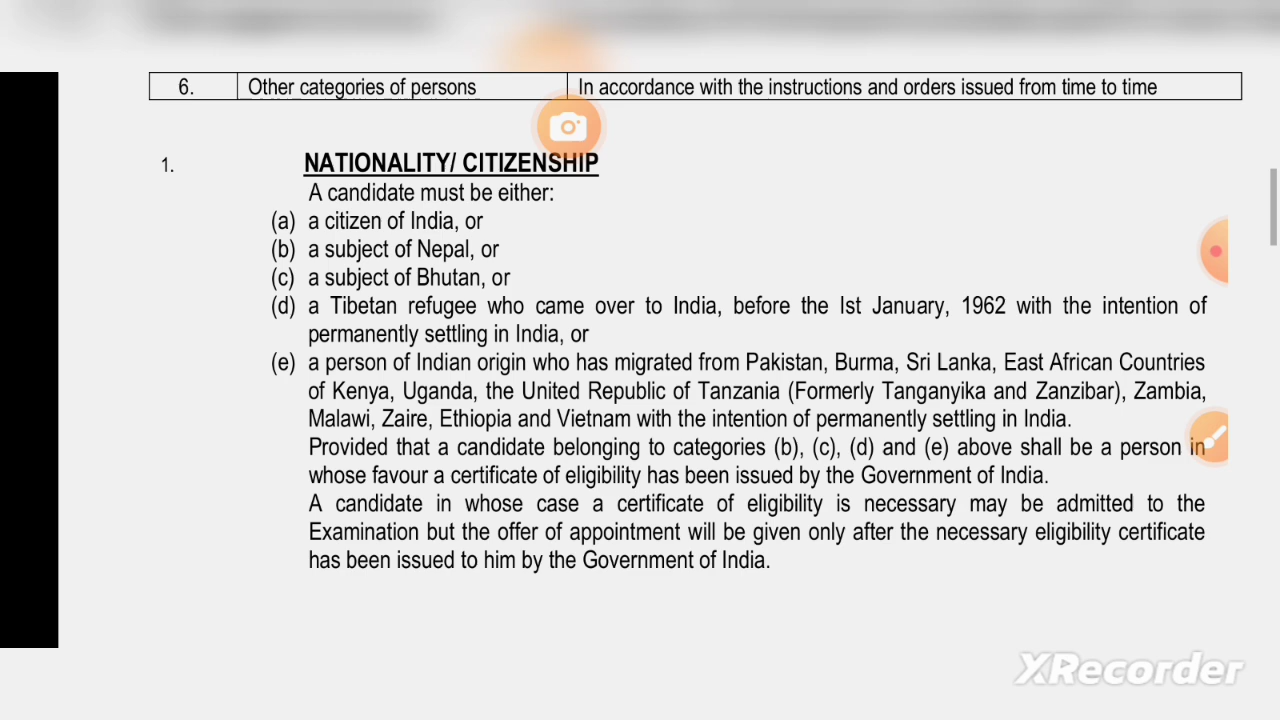 6. Other categories of persons In accordance with the instructions and orders issued from time to time
1. NATIONALITY/ CITIZENSHIP
A candidate must be either:
(a) a citizen of India, or
(b) a subject of Nepal, or
(c) a subject of Bhutan, or
(d) a Tibetan refugee who came over to India, before the Ist January, 1962 with the intention of
permanently settling in India, or
(e) a person of Indian origin who has migrated from Pakistan, Burma, Sri Lanka, East African Countries
of Kenya, Uganda, the United Republic of Tanzania (Formerly Tanganyika and Zanzibar), Zambia,
Malawi, Zaire, Ethiopia and Vietnam with the intention of permanently settling in India.
Provided that a candidate belonging to categories (b), (c), (d) and (e) above shall be a person in
whose favour a certificate of eligibility has been issued by the Government of India.
A candidate in whose case a certificate of eligibility is necessary may be admitted to the
Examination but the offer of appointment will be given only after the necessary eligibility certificate
has been issued to him by the Government of India.
XRecorder